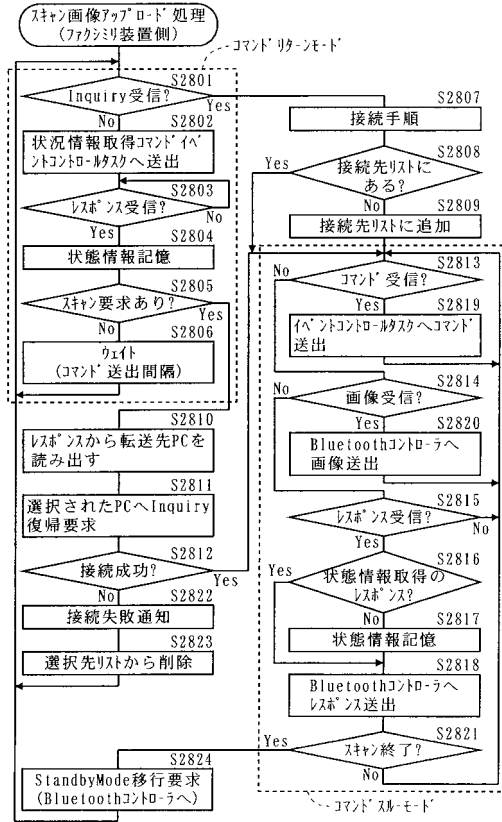 スキャン画像アップロード処理
(ファクシミリ装置側)
コマンドリターンモード
S2801
Inquiry受信?
Yes
No
S2802
状況情報取得コマンドイベ
ントコントロールタスクへ送出
S2803
レスポンス受信?
No
Yes
S2804
状態情報記憶
S2805
スキャン要求あり?
Yes
No
S2806
ウェイト
(コマンド送出間隔)
S2810
レスポンスから転送先PCを
読み出す
S2811
選択されたPCへInquiry
復帰要求
S2812
接続成功?
Yes
No
S2822
接続失敗通知
S2823
選択先リストから削除
S2824
StandbyMode移行要求
(Bluetoothコントローラへ)
S2807
接続手順
S2808
Yes
接続先リストに
ある?
No
S2809
接続先リストに追加
S2813
No
コマンド受信?
Yes
S2819
イベントコントロールタスクへコマンド
送出
S2814
No
画像受信?
Yes
S2820
Bluetoothコントローラへ
画像送出
S2815
レスポンス受信?
No
Yes
S2816
Yes
状態情報取得の
レスポンス?
No
S2817
状態情報記憶
S2818
Bluetoothコントローラへ
レスポンス送出
S2821
Yes
スキャン終了?
No
コマンドスルーモード